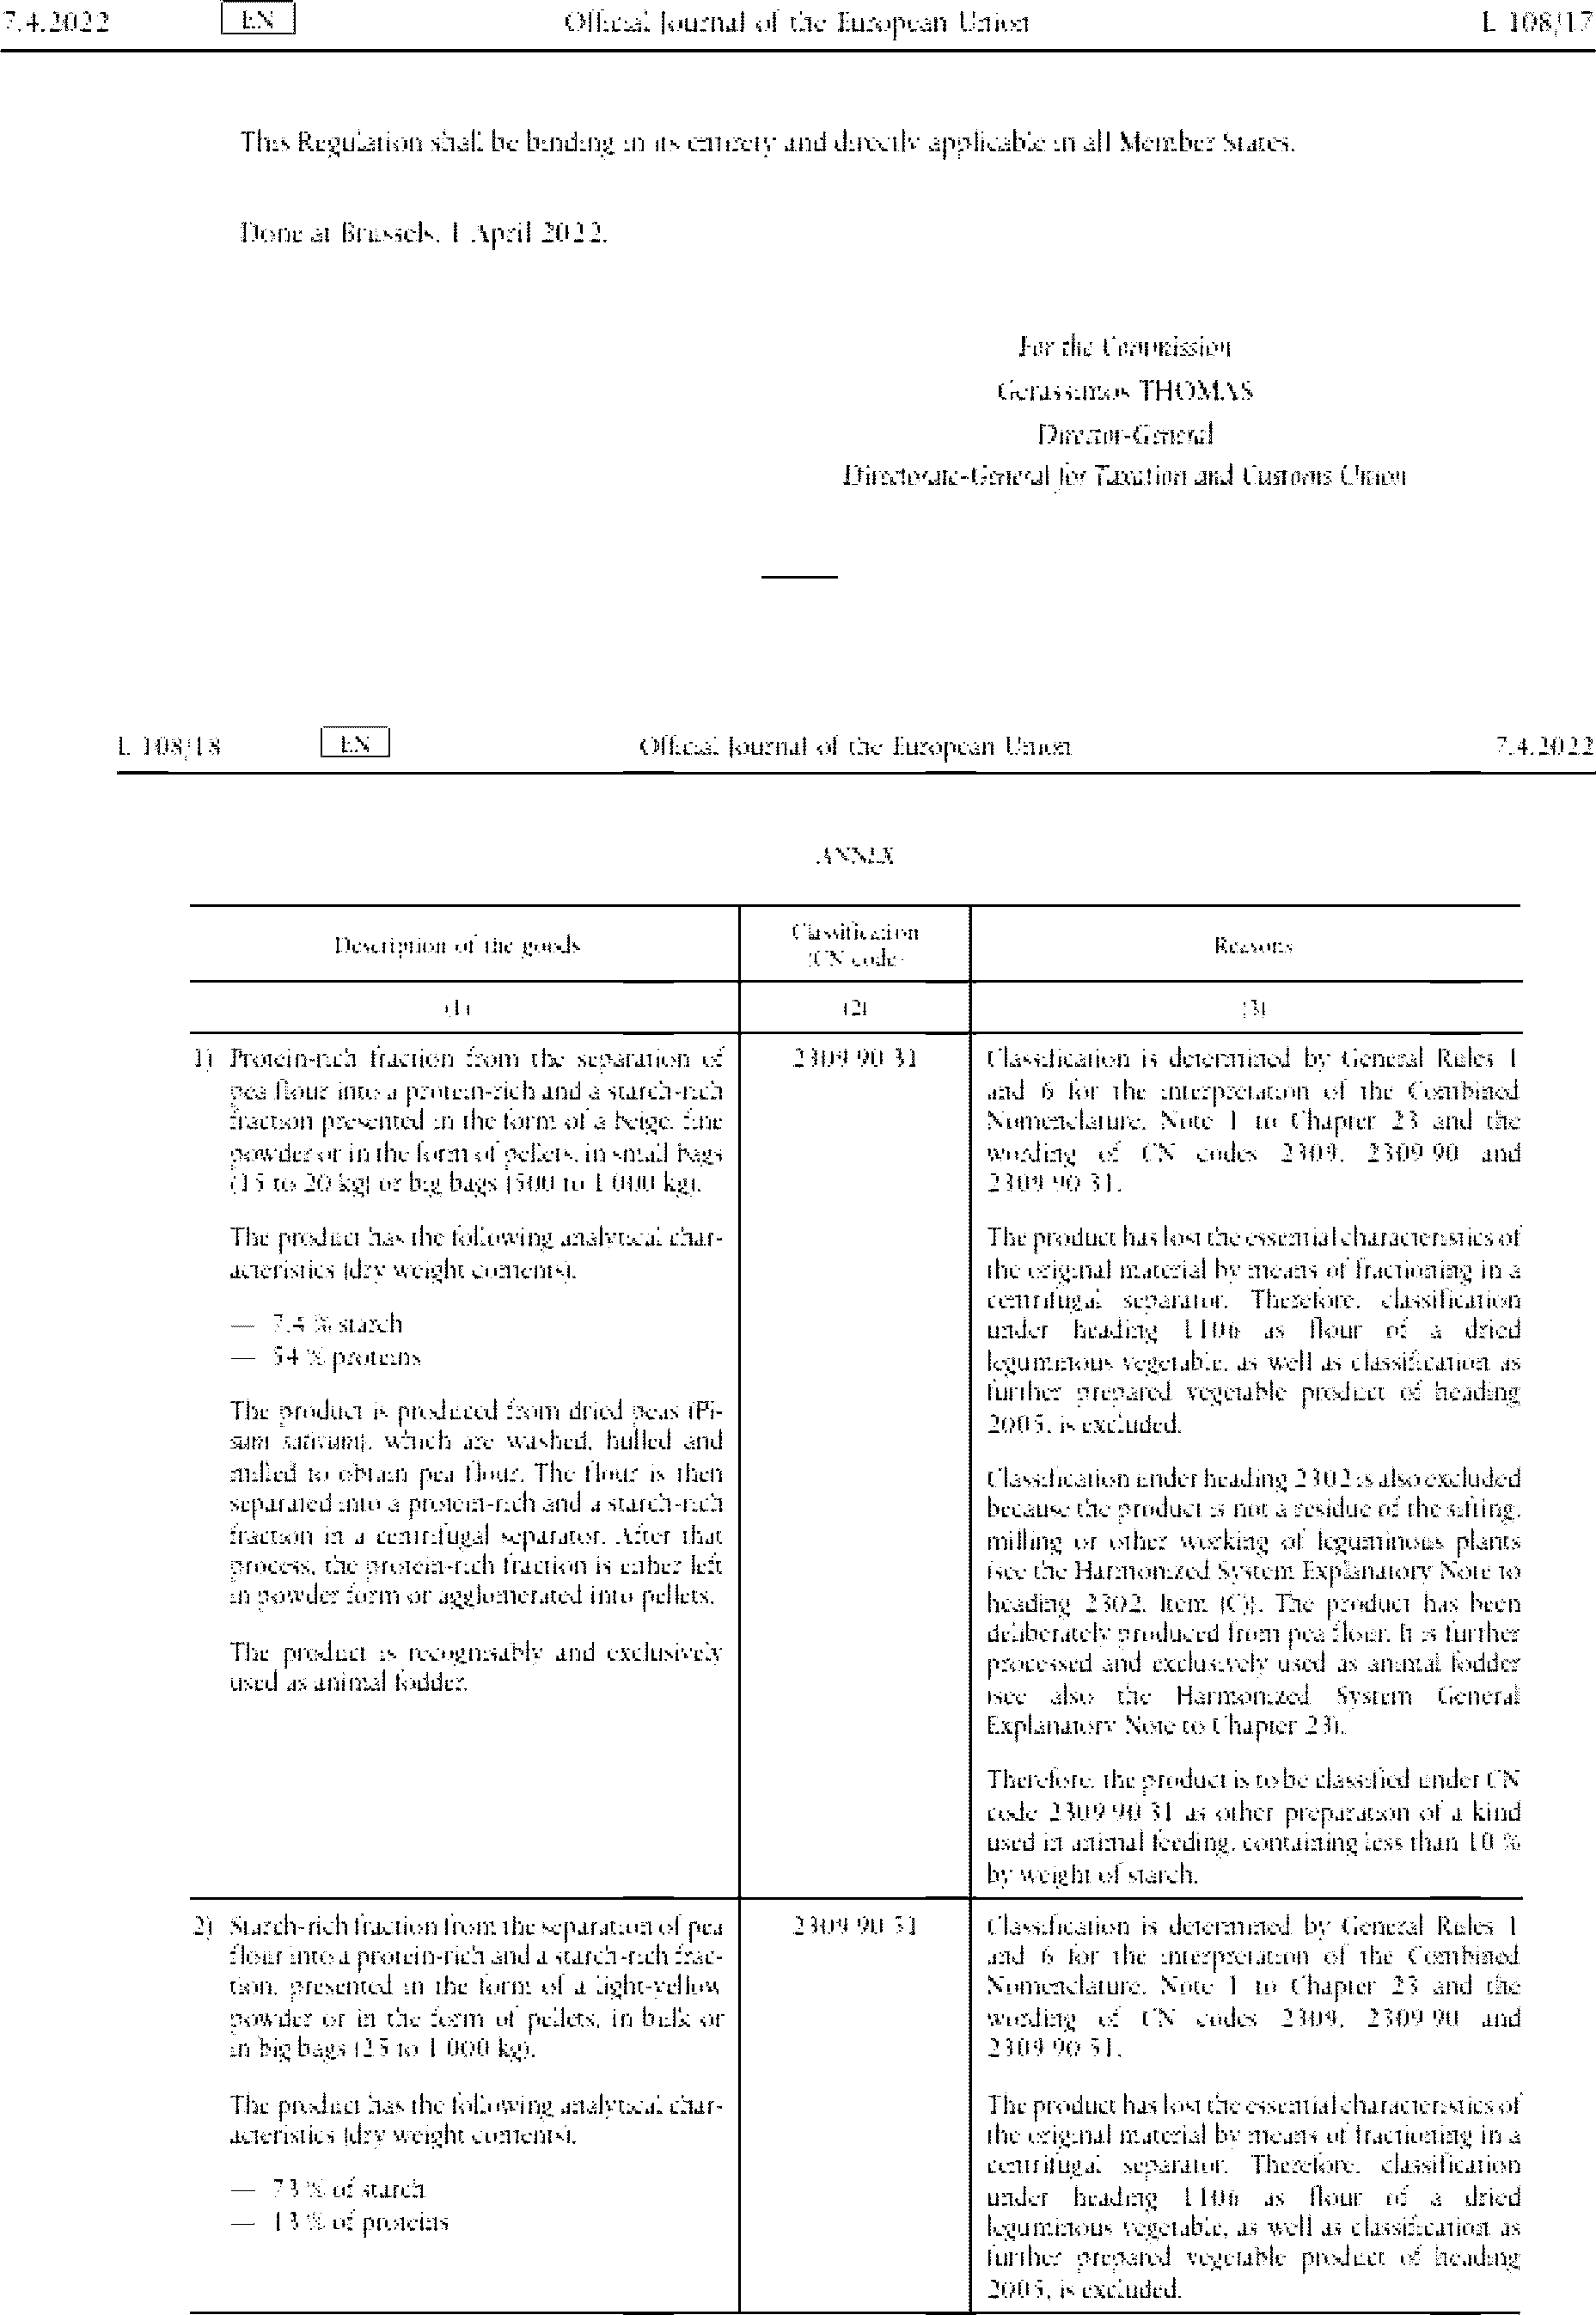 7.4.2022 EN Official Journal of the European Union L 108/17
This Regulation shall be binding in its entirety and directly applicable in all Member States.
Done at Brussels, 1 April 2022.
For the Commission
Gerassimos THOMAS
Director-General
Directorate-General for Taxation and Customs Union
L 108/18 EN Official Journal of the European Union 7.4.2022
ANNEX
Description of the goods
Classification
(CN code)
Reasons
(1)
(2)
(3)
1) Protein-rich fraction from the separation of
pea flour into a protein-rich and a starch-rich
fraction presented in the form of a beige, fine
powder or in the form of pellets, in small bags
(15 to 20 kg) or big bags (500 to 1 000 kg).
The product has the following analytical char-
acteristics (dry weight contents).
— 7.4 % starch
— 54 % proteins
The product is produced from dried peas (Pi-
sum sativum), which are washed, hulled and
milled to obtain pea flour. The flour is then
separated into a protein-rich and a starch-rich
fraction in a centrifugal separator. After that
process, the protein-rich fraction is either left
in powder form or agglomerated into pellets.
The product is recognisably and exclusively
used as animal fodder.
2309 90 31
Classification is determined by General Rules 1
and 6 for the interpretation of the Combined
Nomenclature, Note 1 to Chapter 23 and the
wording of CN codes 2309, 2309 90 and
2309 90 31.
The product has lost the essential characteristics of
the original material by means of fractioning in a
centrifugal separator. Therefore, classification
under heading 1106 as flour of a dried
leguminous vegetable, as well as classification as
further prepared vegetable product of heading
2005, is excluded.
Classification under heading 2302 is also excluded
because the product is not a residue of the sifting,
milling or other working of leguminous plants
(see the Harmonized System Explanatory Note to
heading 2302, Item (C)). The product has been
deliberately produced from pea flour. It is further
processed and exclusively used as animal fodder
(see also the Harmonized System General
Explanatory Note to Chapter 23).
Therefore, the product is to be classified under CN
code 2309 90 31 as other preparation of a kind
used in animal feeding, containing less than 10 %
by weight of starch.
2) Starch-rich fraction from the separation of pea
flour into a protein-rich and a starch-rich frac-
tion, presented in the form of a light-yellow
powder or in the form of pellets, in bulk or
in big bags (25 to 1 000 kg).
The product has the following analytical char-
acteristics (dry weight contents).
— 73 % of starch
— 13 % of proteins
2309 90 51
Classification is determined by General Rules 1
and 6 for the interpretation of the Combined
Nomenclature, Note 1 to Chapter 23 and the
wording of CN codes 2309, 2309 90 and
2309 90 51.
The product has lost the essential characteristics of
the original material by means of fractioning in a
centrifugal separator. Therefore, classification
under heading 1106 as flour of a dried
leguminous vegetable, as well as classification as
further prepared vegetable product of heading
2005, is excluded.